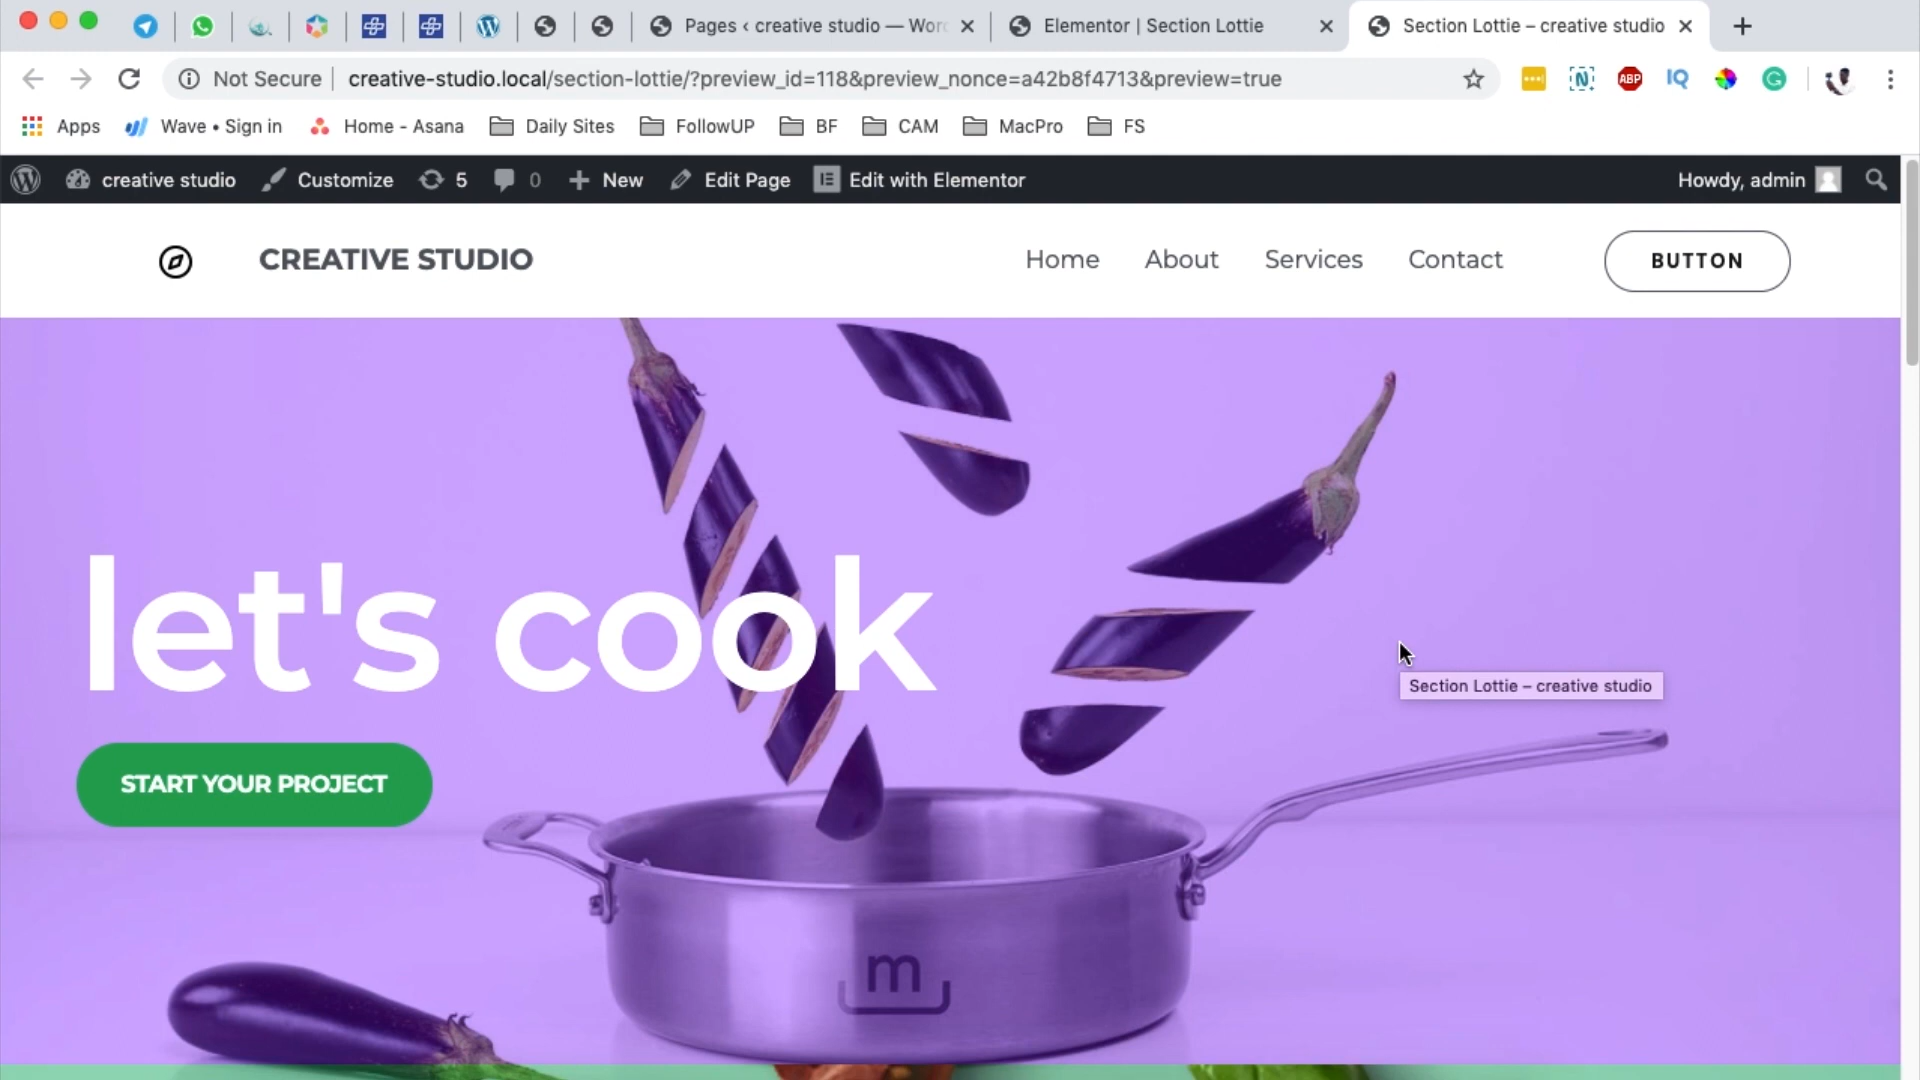 Pages ‹ creative studio — Wor
Elementor | Section Lottie
Section Lottie – creative studio
Not Secure
creative-studio.local/section-lottie/?preview_id=118&preview_nonce=a42b8f4713&preview=true
ABP
IQ
Apps
Wave • Sign in
Home - Asana
Daily Sites
FollowUP
BF
CAM
MacPro
FS
creative studio
Customize
5
0
New
Edit Page
Edit with Elementor
Howdy, admin
CREATIVE STUDIO
Home
About
Services
Contact
BUTTON
let's cook
Section Lottie – creative studio
START YOUR PROJECT
m